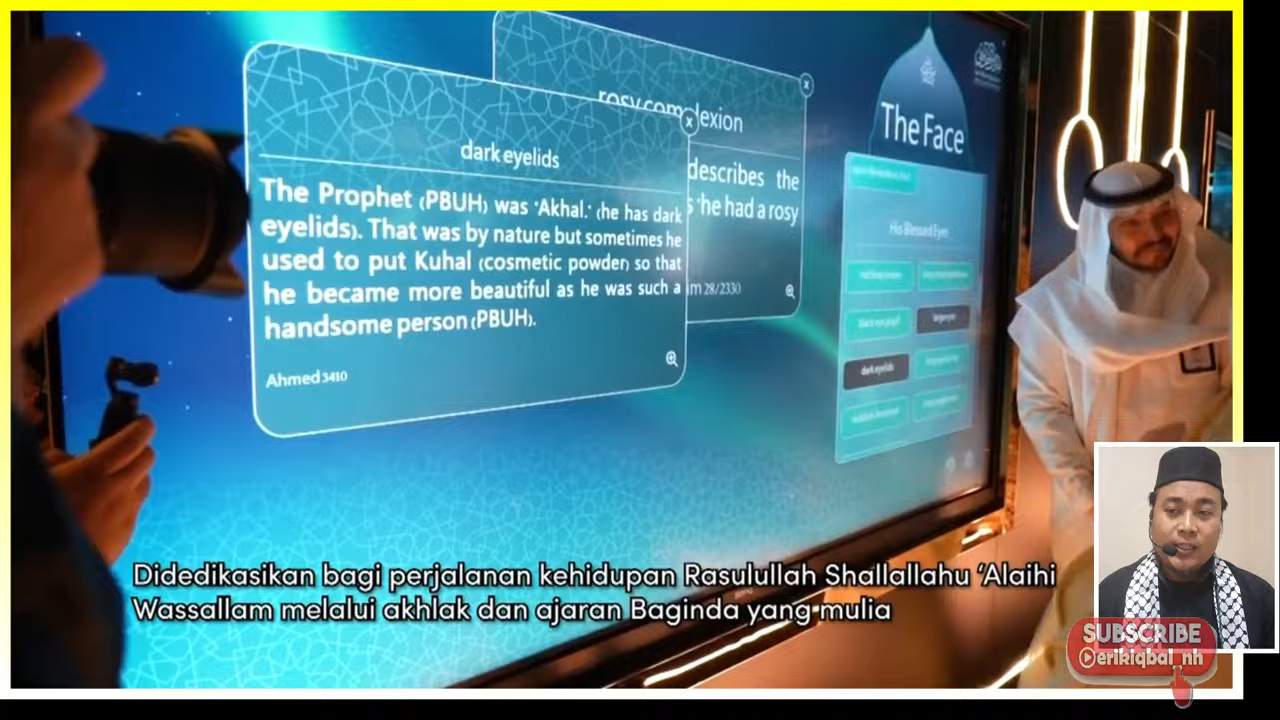 rosy complexion
describes the
he had a rosy
28/2330
dark eyelids
The Prophet (PBUH) was 'Akhal.' (he has dark
eyelids). That was by nature but sometimes he
used to put Kuhal (cosmetic powder) so that
he became more beautiful as he was such a
handsome person (PBUH).
Ahmed 3410
The Face
His Blessed Eyes
dark eyelids
Didedikasikan bagi perjalanan kehidupan Rasulullah Shallallahu 'Alaihi
Wassallam melalui akhlak dan ajaran Baginda yang mulia
SUBSCRIBE
erikiqbal_nh